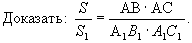 Доказать: S/S₁ = AB · AC / A₁B₁ · A₁C₁.